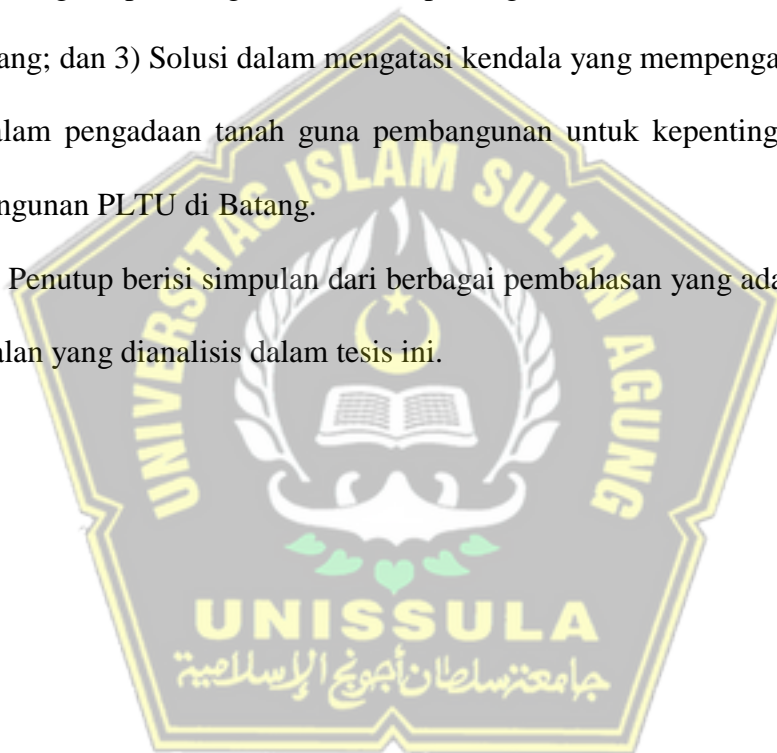 ang; dan 3) Solusi dalam mengatasi kendala yang mempenga
alam pengadaan tanah guna pembangunan untuk kepenting
ngunan PLTU di Batang.
Penutup berisi simpulan dari berbagai pembahasan yang ada
alan yang dianalisis dalam tesis ini.
UNIVERSITAS ISLAM SULTAN AGUNG
UNISSULA
جامعة سلطان أجونج الإسلامية